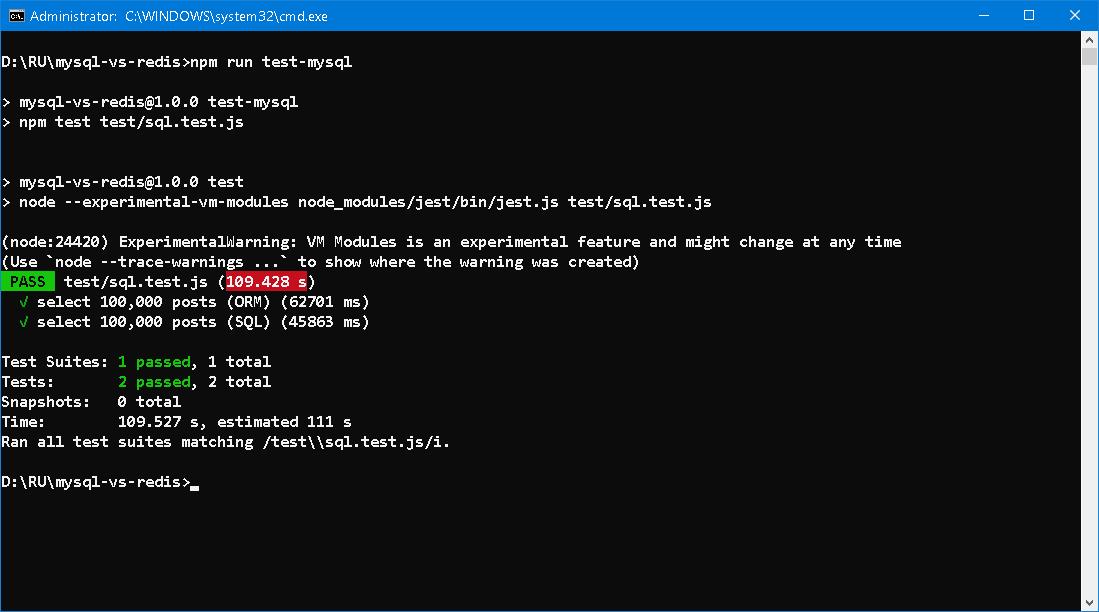 Administrator: C:\WINDOWS\system32\cmd.exe
D:\RU\mysql-vs-redis>npm run test-mysql
> mysql-vs-redis@1.0.0 test-mysql
> npm test test/sql.test.js
> mysql-vs-redis@1.0.0 test
> node --experimental-vm-modules node_modules/jest/bin/jest.js test/sql.test.js
(node:24420) ExperimentalWarning: VM Modules is an experimental feature and might change at any time
(Use `node --trace-warnings ...` to show where the warning was created)
PASS test/sql.test.js (109.428 s)
√ select 100,000 posts (ORM) (62701 ms)
√ select 100,000 posts (SQL) (45863 ms)
Test Suites: 1 passed, 1 total
Tests: 2 passed, 2 total
Snapshots: 0 total
Time: 109.527 s, estimated 111 s
Ran all test suites matching /test\\sql.test.js/i.
D:\RU\mysql-vs-redis>